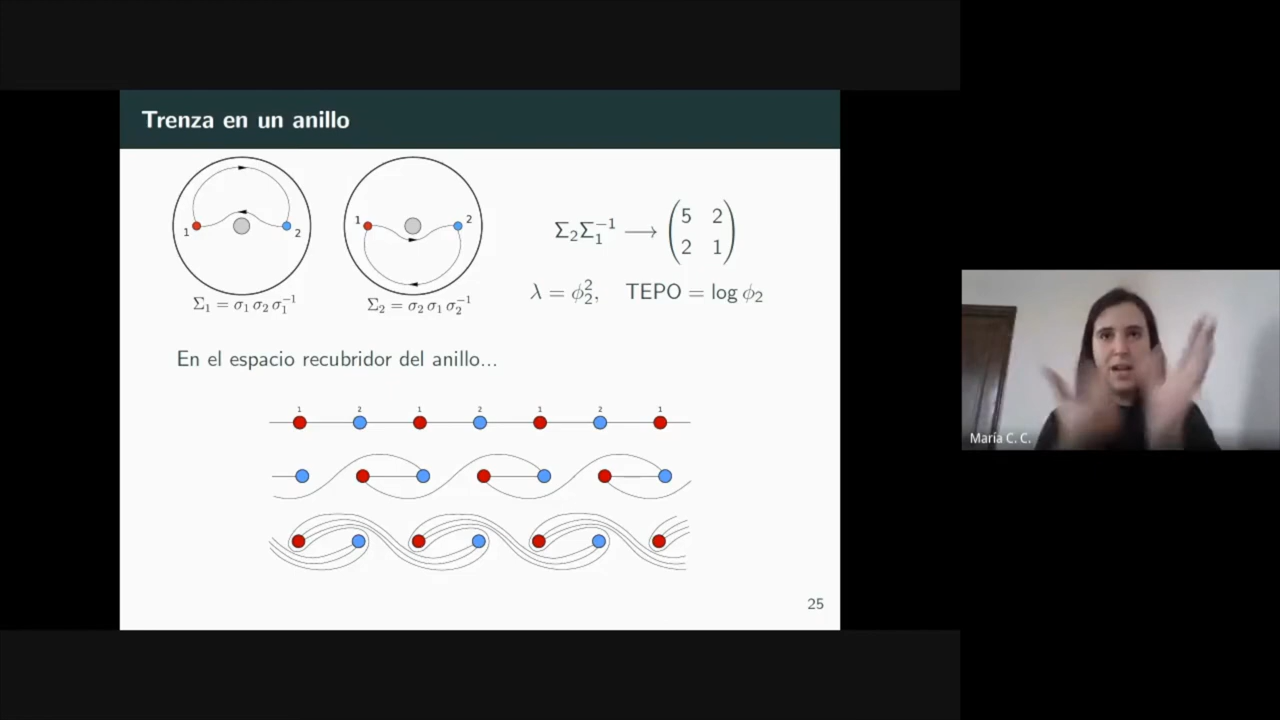 Trenza en un anillo
1 2
Σ₁ = σ₁ σ₂ σ₁⁻¹
1 2
Σ₂ = σ₂ σ₁ σ₂⁻¹
Σ₂Σ₁⁻¹ ⟶ (5 2
2 1)
λ = ϕ₂², TEPO = log ϕ₂
En el espacio recubridor del anillo...
1 2 1 2 1 2 1
25
María C. C.